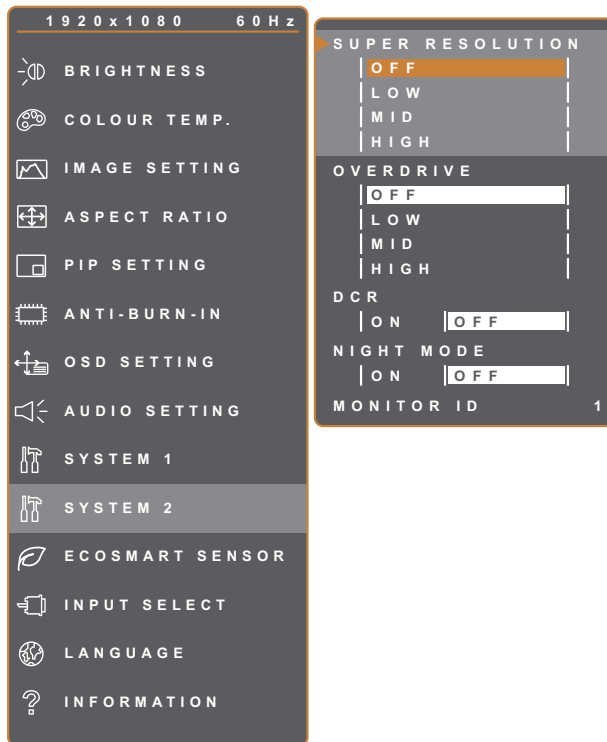 1920x1080 60Hz
BRIGHTNESS
COLOUR TEMP.
IMAGE SETTING
ASPECT RATIO
PIP SETTING
ANTI-BURN-IN
OSD SETTING
AUDIO SETTING
SYSTEM 1
SYSTEM 2
ECOSMART SENSOR
INPUT SELECT
LANGUAGE
INFORMATION
SUPER RESOLUTION
OFF
LOW
MID
HIGH
OVERDRIVE
OFF
LOW
MID
HIGH
DCR
ON OFF
NIGHT MODE
ON OFF
MONITOR ID 1